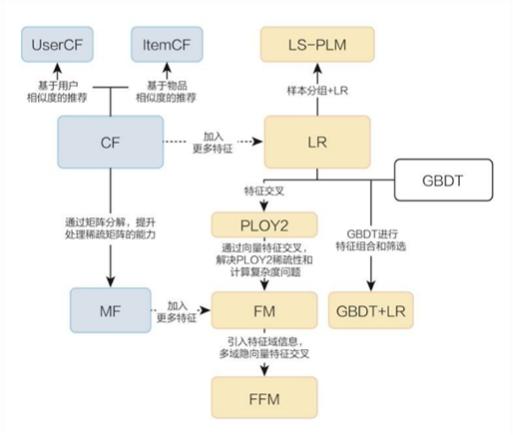 UserCF
ItemCF
LS-PLM
基于用户
相似度的推荐
基于物品
相似度的推荐
样本分组+LR
CF
加入
更多特征
LR
GBDT
特征交叉
通过矩阵分解，提升
处理稀疏矩阵的能力
PLOY2
GBDT进行
特征组合和筛选
通过向量特征交叉，
解决PLOY2稀疏性和
计算复杂度问题
MF
加入
更多特征
FM
GBDT+LR
引入特征域信息，
多域隐向量特征交叉
FFM